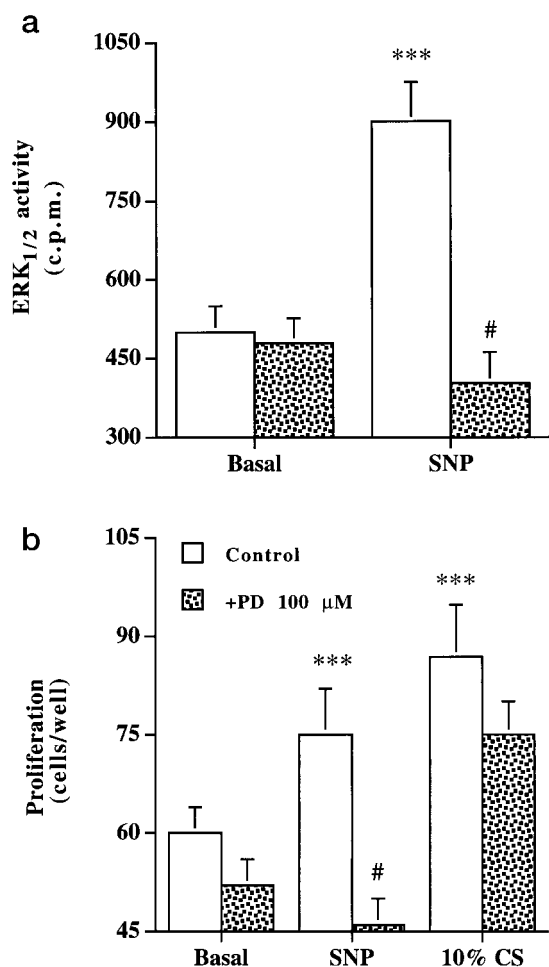 a
ERK1/2 activity
(c.p.m.)
1050
900
750
600
450
300
***
#
Basal SNP
b
Proliferation
(cells/well)
105
90
75
60
45
Control
+PD 100 µM
***
#
***
Basal SNP 10% CS